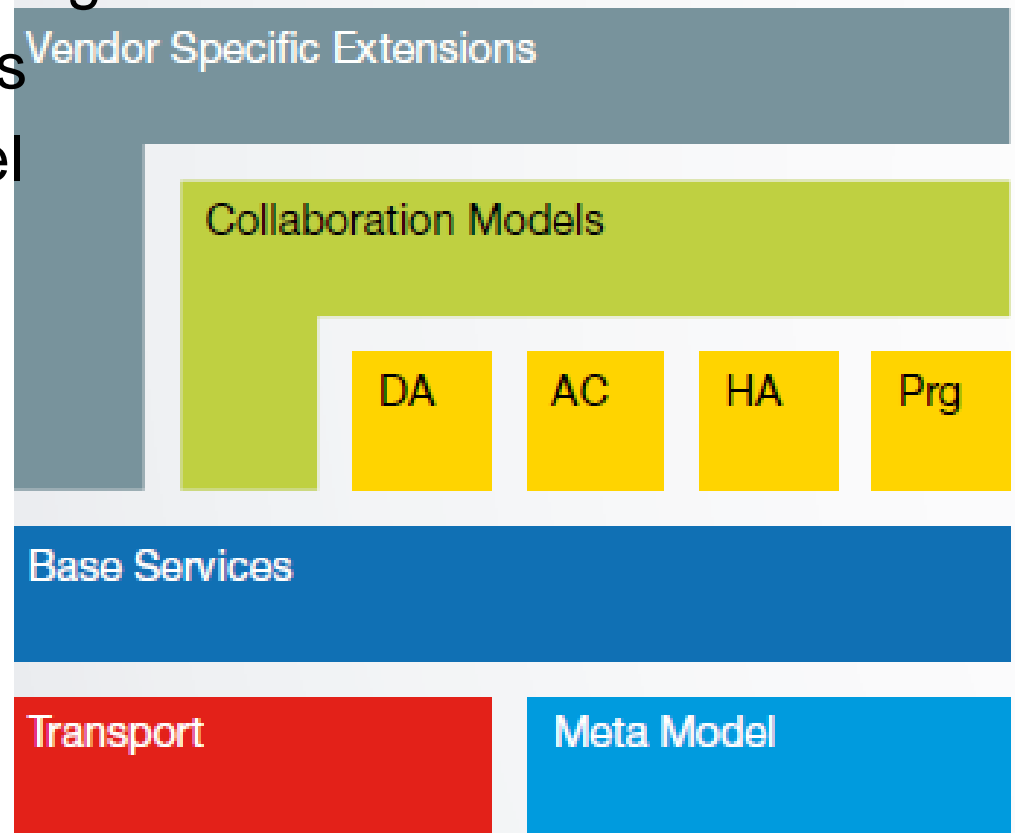 Vendor Specific Extensions
Collaboration Models
DA AC HA Prg
Base Services
Transport Meta Model